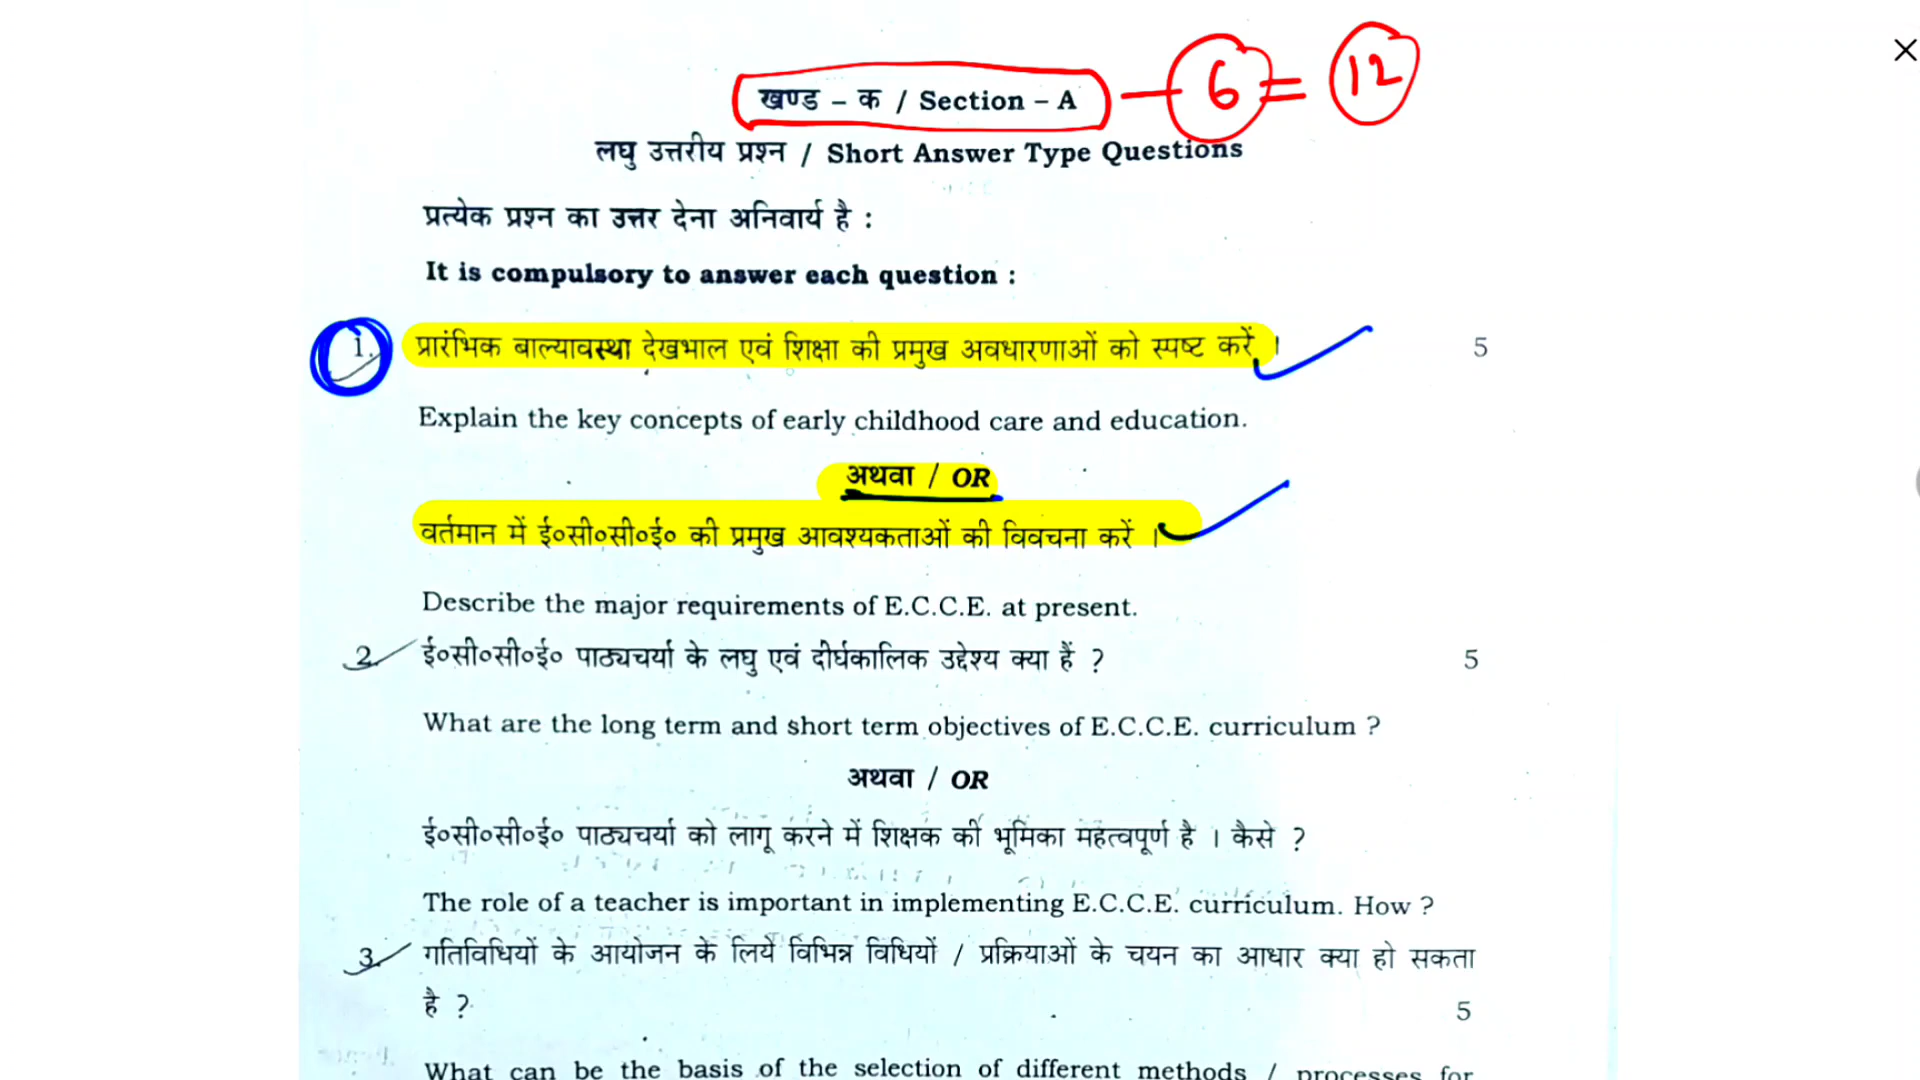 खण्ड – क / Section – A — 6 = 12
लघु उत्तरीय प्रश्न / Short Answer Type Questions
प्रत्येक प्रश्न का उत्तर देना अनिवार्य है :
It is compulsory to answer each question :
1. प्रारंभिक बाल्यावस्था देखभाल एवं शिक्षा की प्रमुख अवधारणाओं को स्पष्ट करें । 5
Explain the key concepts of early childhood care and education.
अथवा / OR
वर्तमान में ई०सी०सी०ई० की प्रमुख आवश्यकताओं की विवचना करें ।
Describe the major requirements of E.C.C.E. at present.
2. ई०सी०सी०ई० पाठ्यचर्या के लघु एवं दीर्घकालिक उद्देश्य क्या हैं ? 5
What are the long term and short term objectives of E.C.C.E. curriculum ?
अथवा / OR
ई०सी०सी०ई० पाठ्यचर्या को लागू करने में शिक्षक की भूमिका महत्वपूर्ण है । कैसे ?
The role of a teacher is important in implementing E.C.C.E. curriculum. How ?
3. गतिविधियों के आयोजन के लिये विभिन्न विधियों / प्रक्रियाओं के चयन का आधार क्या हो सकता
है ? 5
What can be the basis of the selection of different methods / processes for